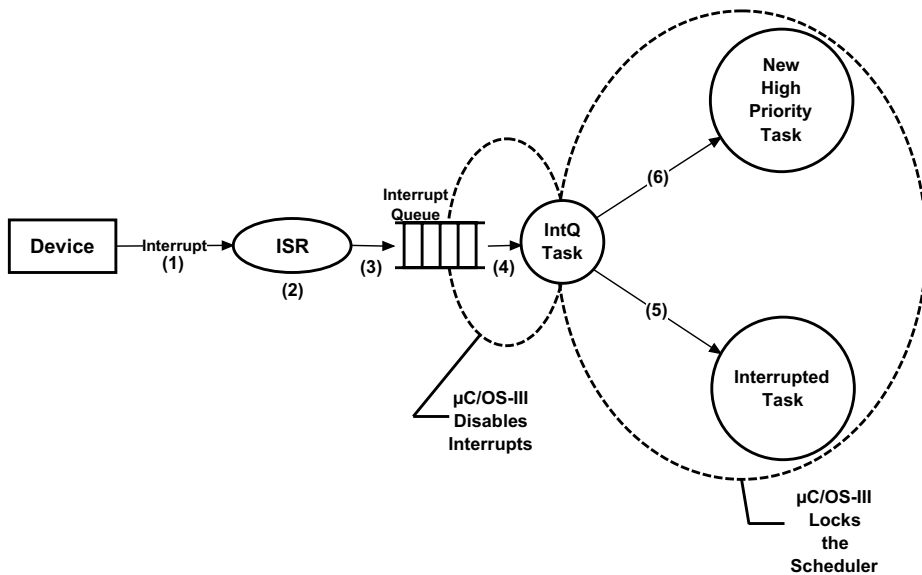 Device
Interrupt
(1)
ISR
(2)
(3)
Interrupt
Queue
(4)
IntQ
Task
(6)
New
High
Priority
Task
(5)
Interrupted
Task
µC/OS-III
Disables
Interrupts
µC/OS-III
Locks
the
Scheduler